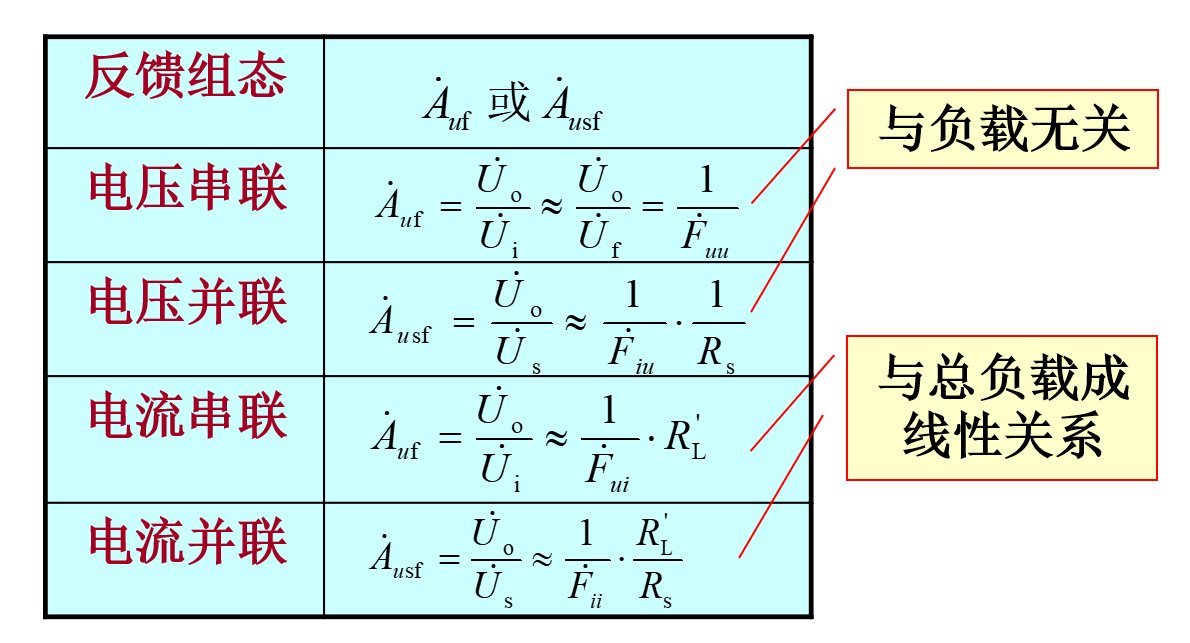 反馈组态
$\dot{A}_{uf}$ 或 $\dot{A}_{usf}$
与负载无关
电压串联
$\dot{A}_{uf} = \frac{\dot{U}_o}{\dot{U}_i} \approx \frac{\dot{U}_o}{\dot{U}_f} = \frac{1}{\dot{F}_{uu}}$
电压并联
$\dot{A}_{usf} = \frac{\dot{U}_o}{\dot{U}_s} \approx \frac{1}{\dot{F}_{iu}} \cdot \frac{1}{R_s}$
与总负载成
线性关系
电流串联
$\dot{A}_{uf} = \frac{\dot{U}_o}{\dot{U}_i} \approx \frac{1}{\dot{F}_{ui}} \cdot R_L'$
电流并联
$\dot{A}_{usf} = \frac{\dot{U}_o}{\dot{U}_s} \approx \frac{1}{\dot{F}_{ii}} \cdot \frac{R_L'}{R_s}$